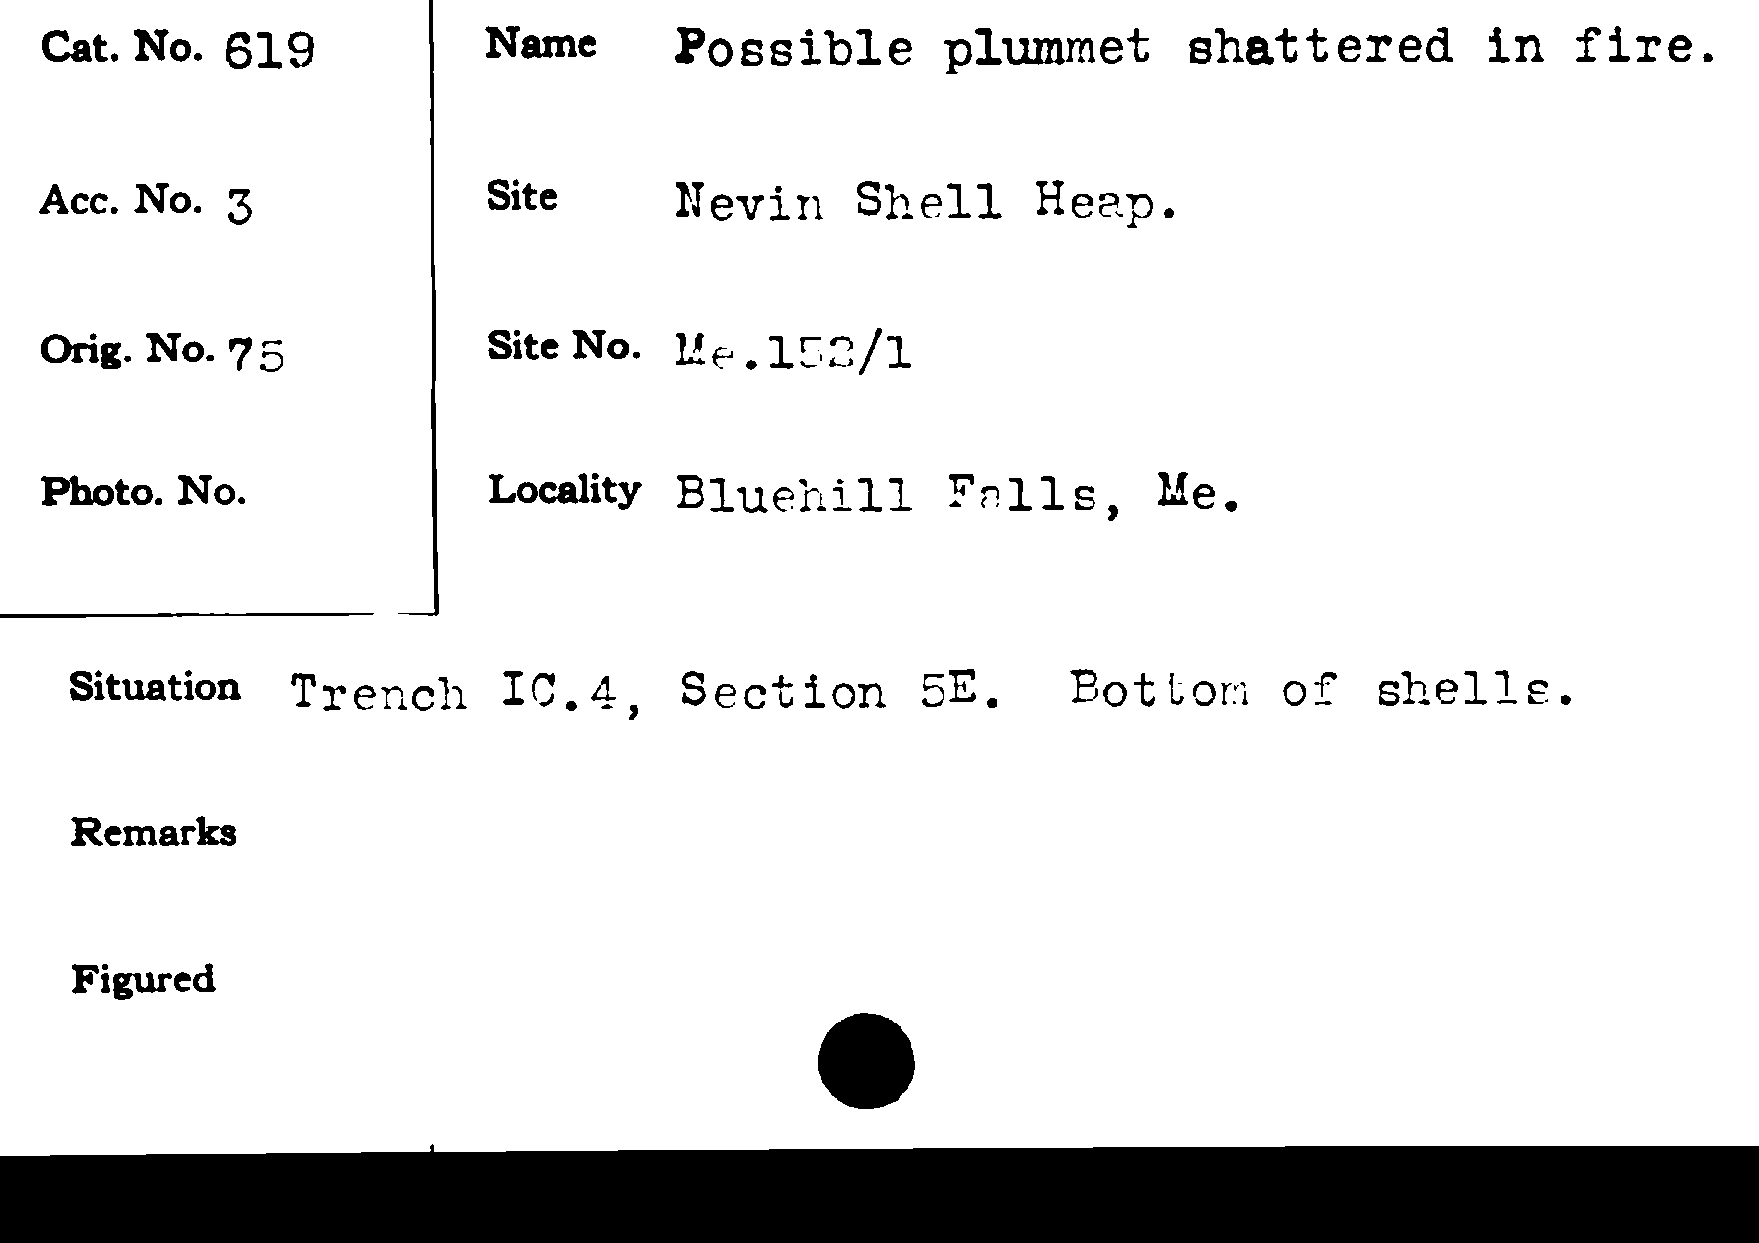 Cat. No. 619
Name Possible plummet shattered in fire.
Acc. No. 3
Site Nevin Shell Heap.
Orig. No. 75
Site No. Me.152/1
Photo. No.
Locality Bluehill Falls, Me.
Situation Trench IC.4, Section 5E. Bottom of shells.
Remarks
Figured